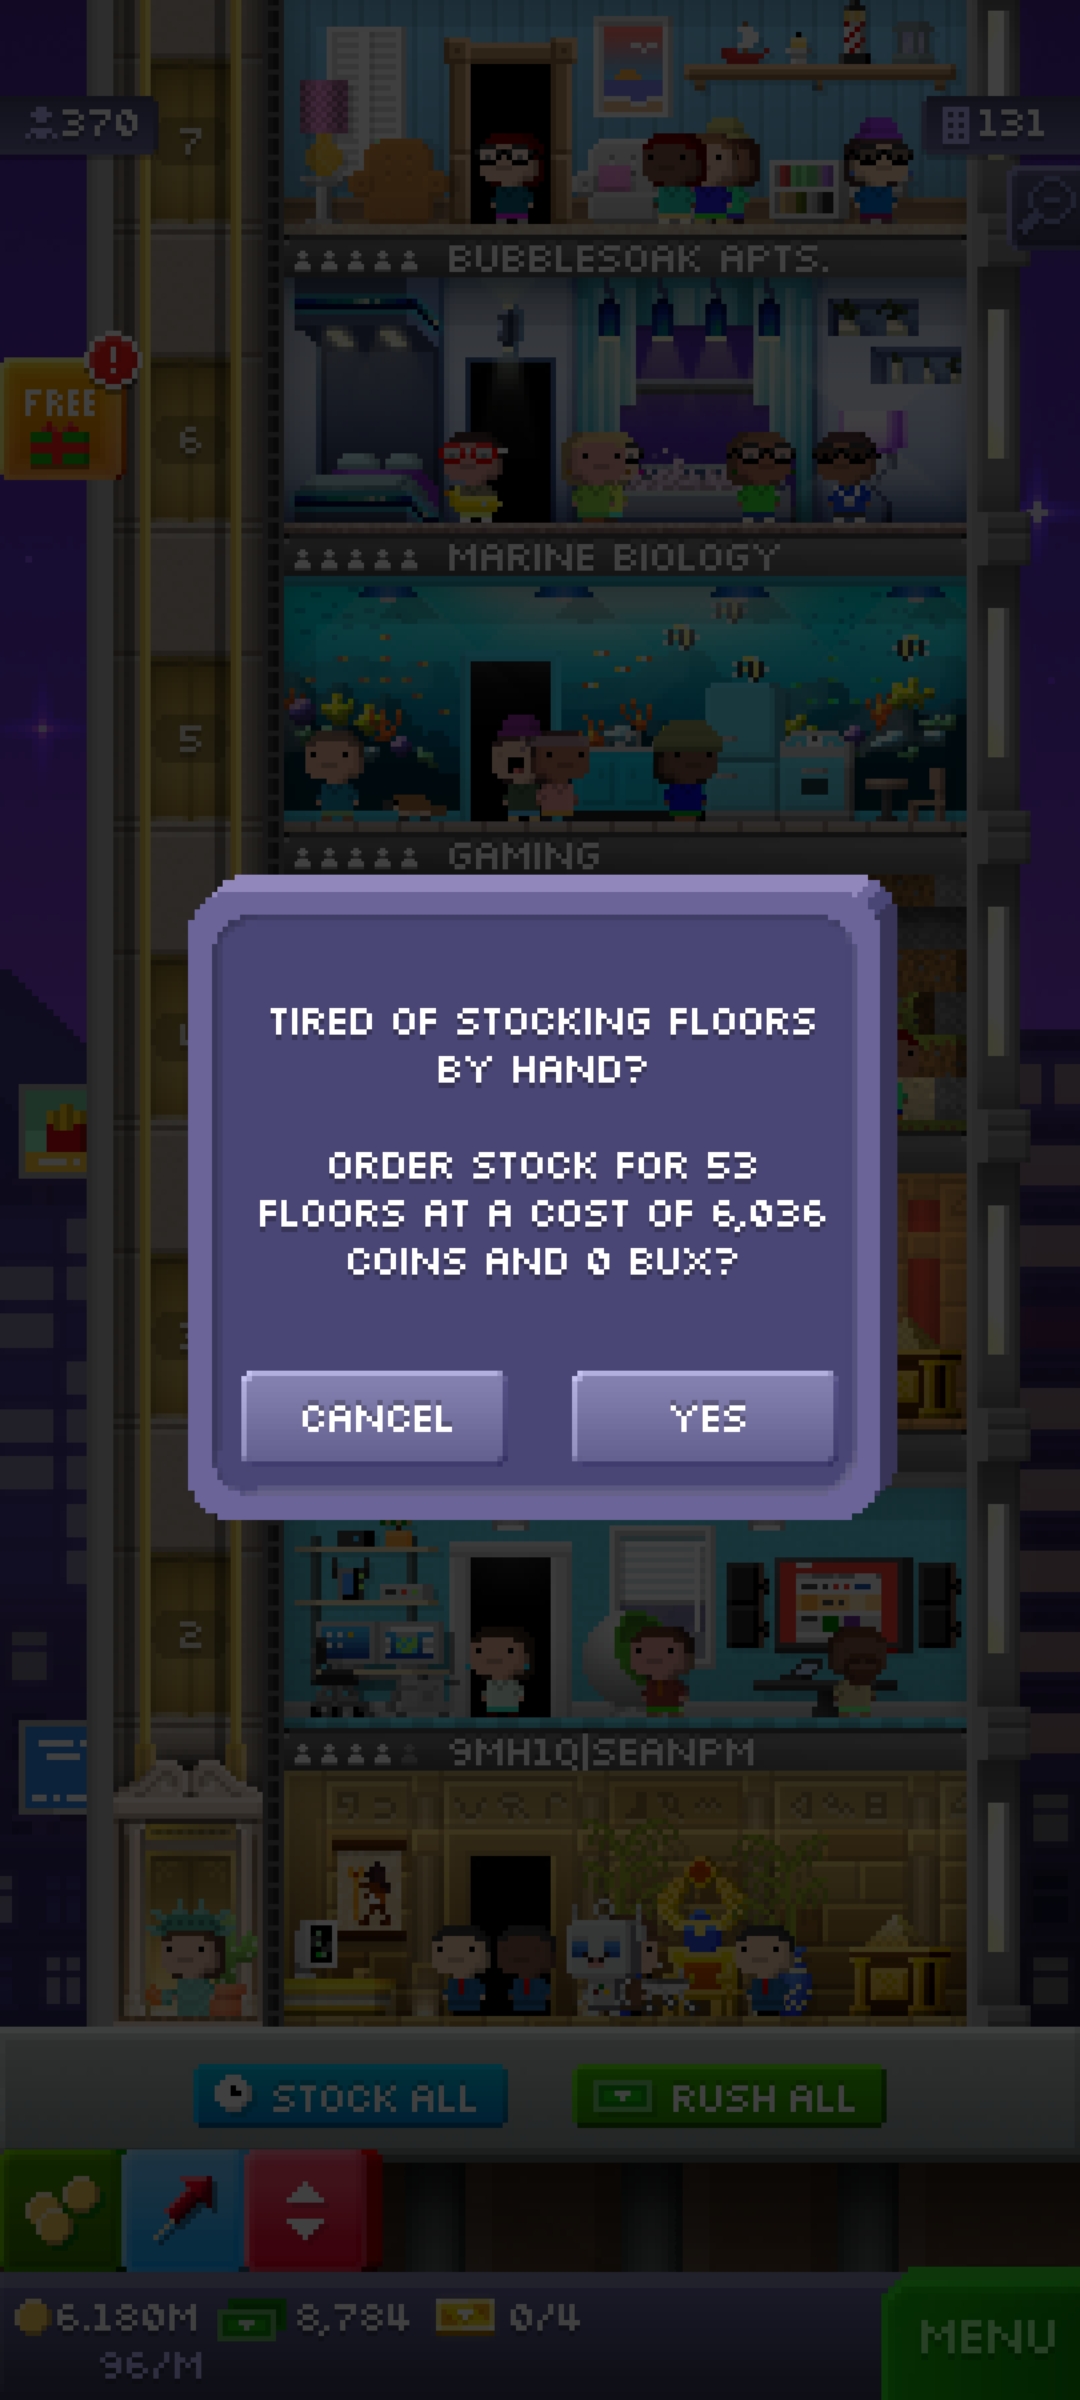 370
7
131
BUBBLESOAK APTS.
FREE
!
6
MARINE BIOLOGY
5
GAMING
TIRED OF STOCKING FLOORS
BY HAND?
ORDER STOCK FOR 53
FLOORS AT A COST OF 6,036
COINS AND 0 BUX?
CANCEL
YES
2
9MH1Q|SEANPM
STOCK ALL
RUSH ALL
6.180M
8,784
0/4
96/M
MENU